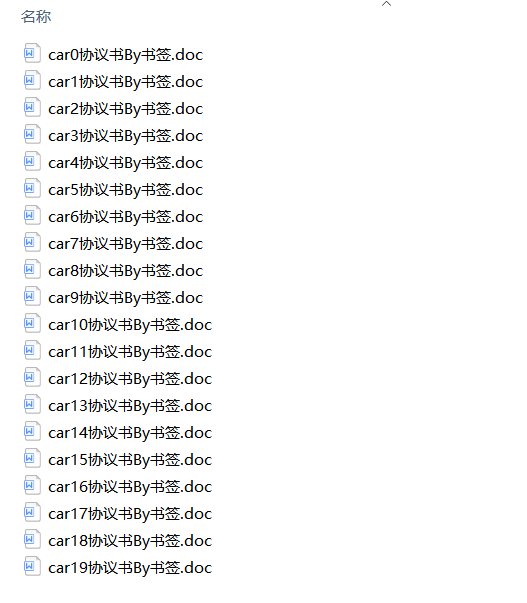 名称
car0协议书By书签.doc
car1协议书By书签.doc
car2协议书By书签.doc
car3协议书By书签.doc
car4协议书By书签.doc
car5协议书By书签.doc
car6协议书By书签.doc
car7协议书By书签.doc
car8协议书By书签.doc
car9协议书By书签.doc
car10协议书By书签.doc
car11协议书By书签.doc
car12协议书By书签.doc
car13协议书By书签.doc
car14协议书By书签.doc
car15协议书By书签.doc
car16协议书By书签.doc
car17协议书By书签.doc
car18协议书By书签.doc
car19协议书By书签.doc